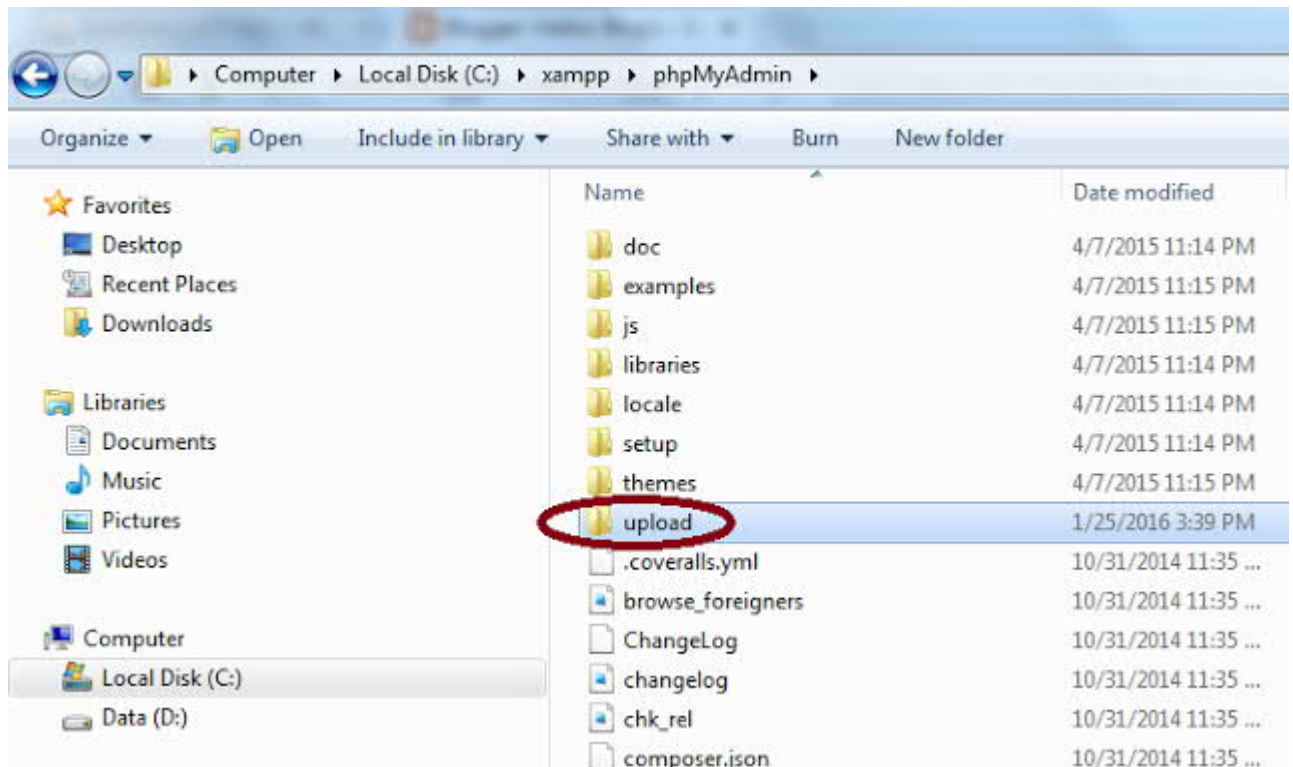 Computer Local Disk (C:) xampp phpMyAdmin
Organize Open Include in library Share with Burn New folder
Favorites
Desktop
Recent Places
Downloads
Libraries
Documents
Music
Pictures
Videos
Computer
Local Disk (C:)
Data (D:)
Name Date modified
doc 4/7/2015 11:14 PM
examples 4/7/2015 11:15 PM
js 4/7/2015 11:15 PM
libraries 4/7/2015 11:14 PM
locale 4/7/2015 11:14 PM
setup 4/7/2015 11:14 PM
themes 4/7/2015 11:15 PM
upload 1/25/2016 3:39 PM
.coveralls.yml 10/31/2014 11:35 ...
browse_foreigners 10/31/2014 11:35 ...
ChangeLog 10/31/2014 11:35 ...
changelog 10/31/2014 11:35 ...
chk_rel 10/31/2014 11:35 ...
composer.json 10/31/2014 11:35 ...